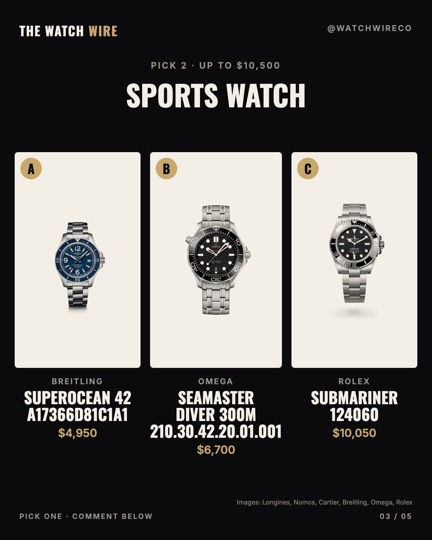 THE WATCH WIRE
@WATCHWIRECO
PICK 2 · UP TO $10,500
SPORTS WATCH
A
B
C
BREITLING
SUPEROCEAN 42
A17366D81C1A1
$4,950
OMEGA
SEAMASTER
DIVER 300M
210.30.42.20.01.001
$6,700
ROLEX
SUBMARINER
124060
$10,050
Images: Longines, Nomos, Cartier, Breitling, Omega, Rolex
PICK ONE · COMMENT BELOW
03 / 05